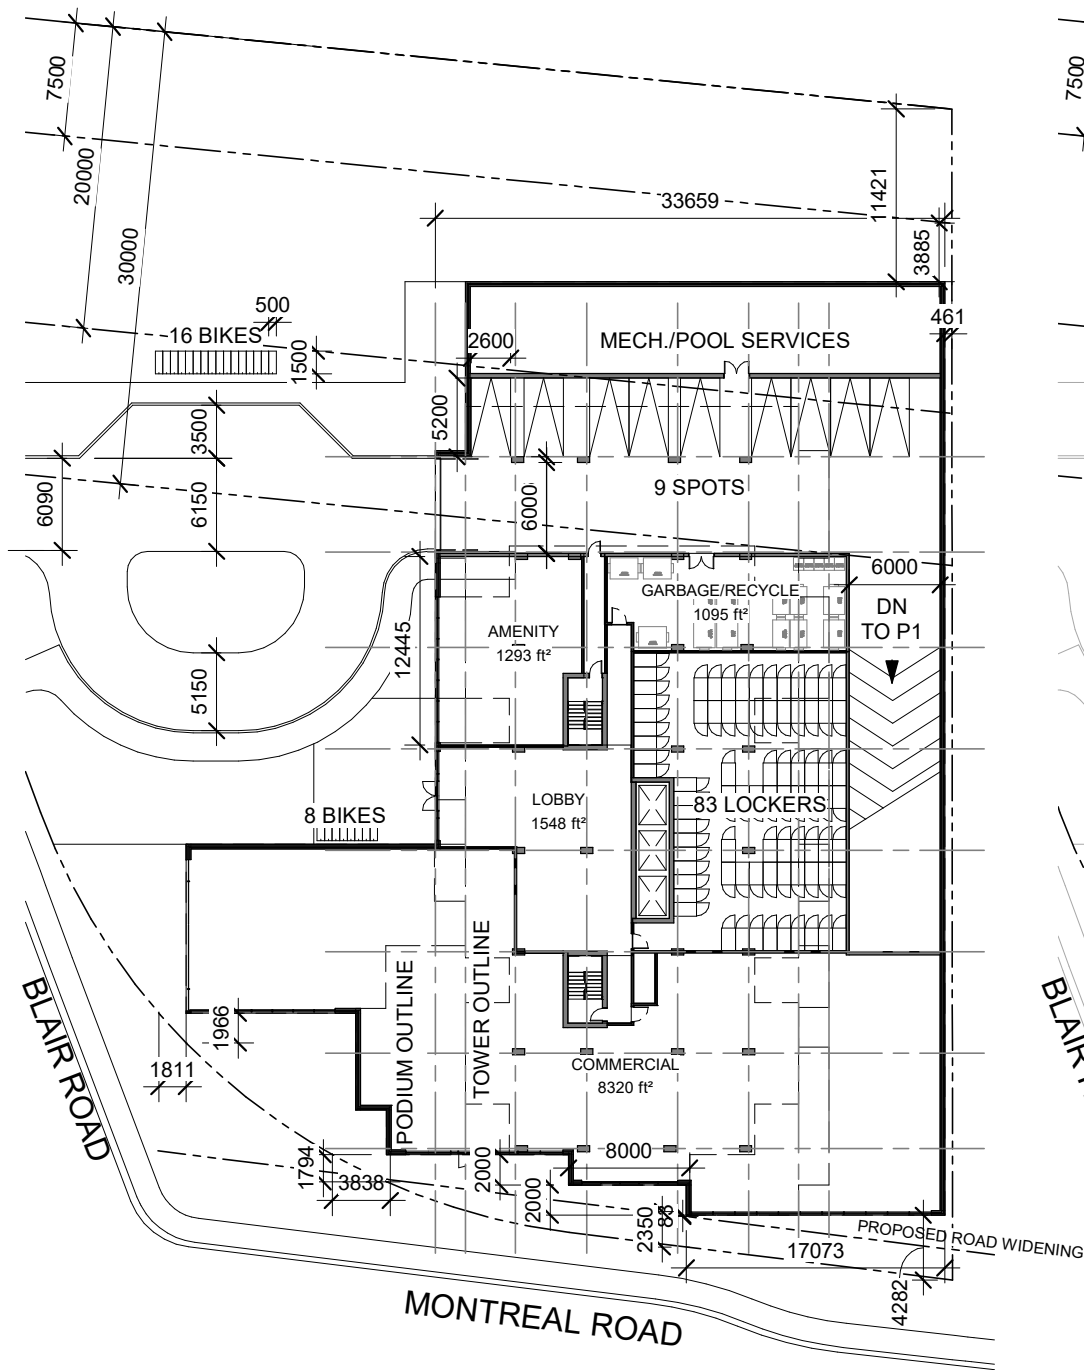 7500
20000
30000
33659
11421
3885
7500
500
16 BIKES
1500
2600
MECH./POOL SERVICES
461
3500
5200
6090
6150
6000
9 SPOTS
GARBAGE/RECYCLE
1095 ft²
6000
DN
TO P1
AMENITY
1293 ft²
12445
5150
LOBBY
1548 ft²
83 LOCKERS
8 BIKES
BLAIR ROAD
PODIUM OUTLINE
TOWER OUTLINE
1966
1811
COMMERCIAL
8320 ft²
1794
3838
2000
8000
2000
2350
17073
PROPOSED ROAD WIDENING
4282
MONTREAL ROAD
BLAIR